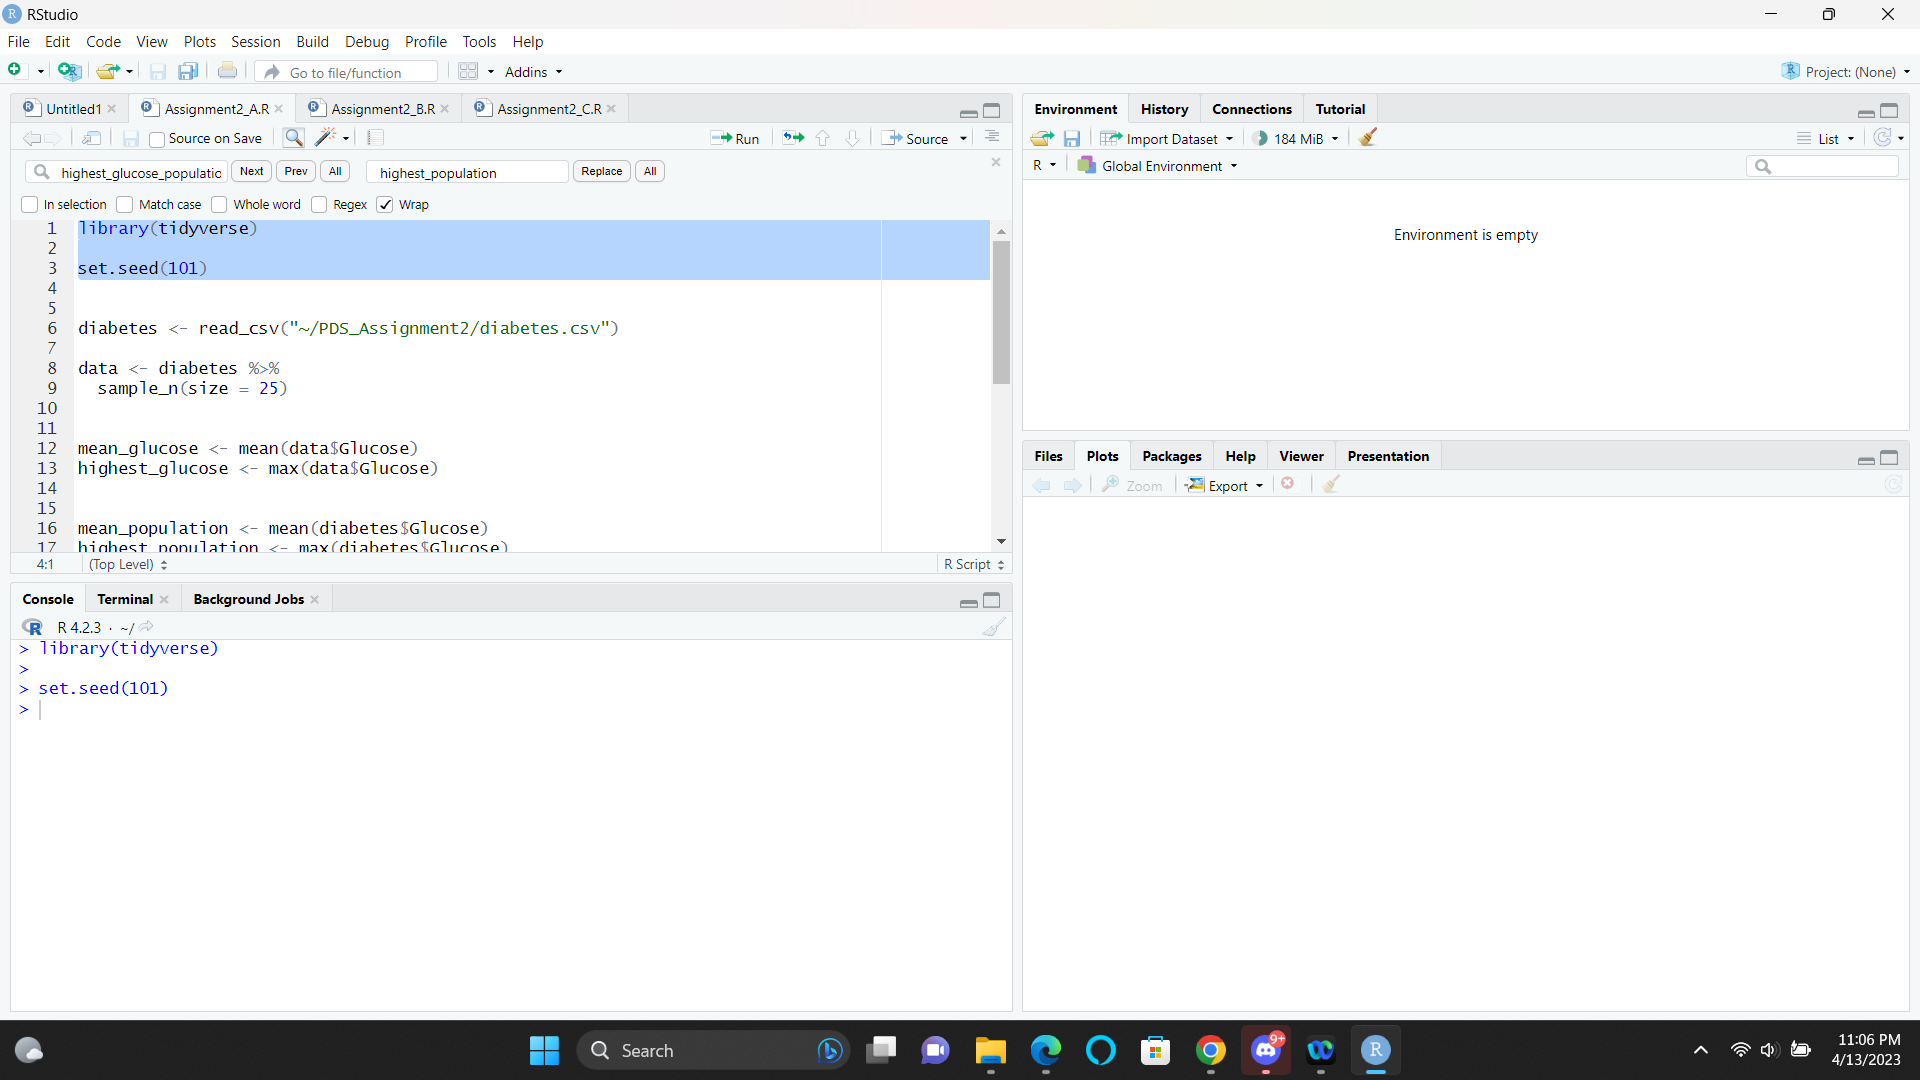 RStudio
File Edit Code View Plots Session Build Debug Profile Tools Help
Go to file/function Addins Project: (None)
Untitled1 Assignment2_A.R Assignment2_B.R Assignment2_C.R
Source on Save Run Source
highest_glucose_populatio Next Prev All highest_population Replace All
In selection Match case Whole word Regex Wrap
1 library(tidyverse)
2
3 set.seed(101)
4
5
6 diabetes <- read_csv("~/PDS_Assignment2/diabetes.csv")
7
8 data <- diabetes %>%
9 sample_n(size = 25)
10
11
12 mean_glucose <- mean(data$Glucose)
13 highest_glucose <- max(data$Glucose)
14
15
16 mean_population <- mean(diabetes$Glucose)
17 highest_population <- max(diabetes$Glucose)
4:1 (Top Level) R Script
Console Terminal Background Jobs
R 4.2.3 · ~/
> library(tidyverse)
>
> set.seed(101)
>
Environment History Connections Tutorial
Import Dataset 184 MiB List
R Global Environment
Environment is empty
Files Plots Packages Help Viewer Presentation
Zoom Export
Search
9+
11:06 PM
4/13/2023